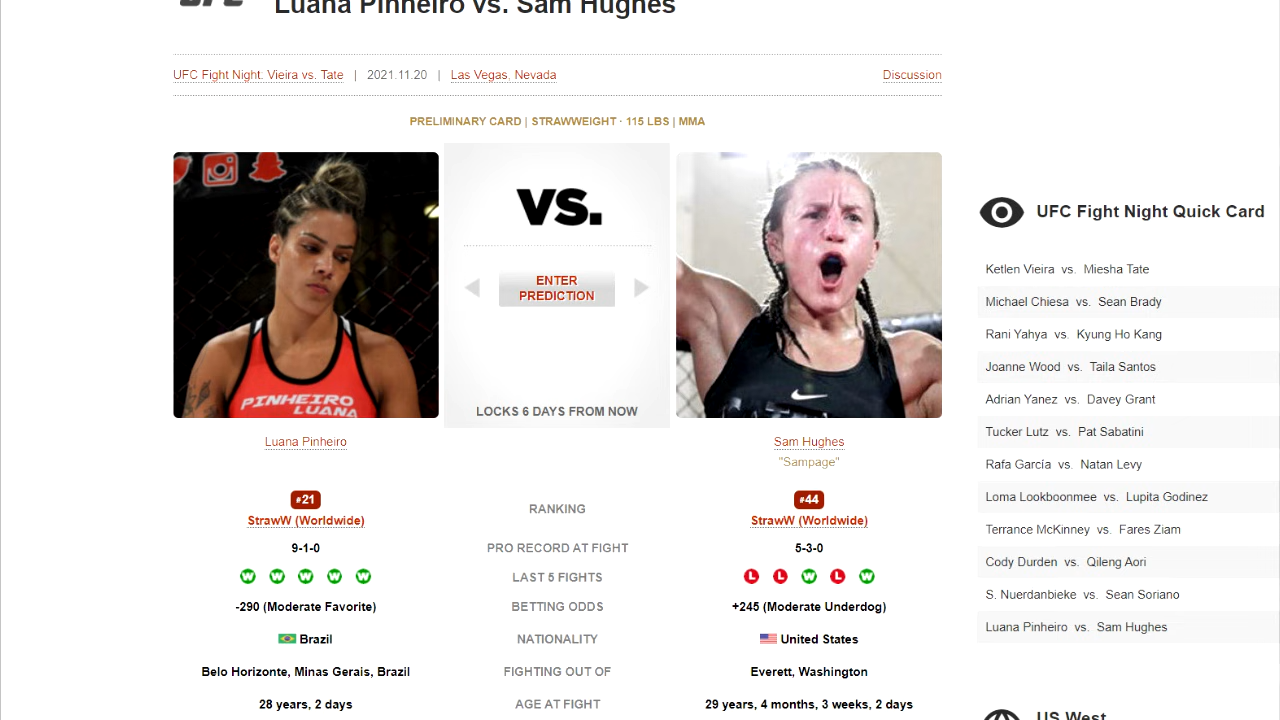 UFC
Luana Pinheiro vs. Sam Hughes
UFC Fight Night: Vieira vs. Tate | 2021.11.20 | Las Vegas, Nevada
Discussion
PRELIMINARY CARD | STRAWWEIGHT · 115 LBS | MMA
PINHEIRO
LUANA
VS.
ENTER
PREDICTION
LOCKS 6 DAYS FROM NOW
Luana Pinheiro
Sam Hughes
"Sampage"
#21
RANKING
#44
StrawW (Worldwide)
StrawW (Worldwide)
9-1-0 PRO RECORD AT FIGHT 5-3-0
W W W W W LAST 5 FIGHTS L L W L W
-290 (Moderate Favorite) BETTING ODDS +245 (Moderate Underdog)
Brazil NATIONALITY United States
Belo Horizonte, Minas Gerais, Brazil FIGHTING OUT OF Everett, Washington
28 years, 2 days AGE AT FIGHT 29 years, 4 months, 3 weeks, 2 days
UFC Fight Night Quick Card
Ketlen Vieira vs. Miesha Tate
Michael Chiesa vs. Sean Brady
Rani Yahya vs. Kyung Ho Kang
Joanne Wood vs. Taila Santos
Adrian Yanez vs. Davey Grant
Tucker Lutz vs. Pat Sabatini
Rafa García vs. Natan Levy
Loma Lookboonmee vs. Lupita Godinez
Terrance McKinney vs. Fares Ziam
Cody Durden vs. Qileng Aori
S. Nuerdanbieke vs. Sean Soriano
Luana Pinheiro vs. Sam Hughes
US West